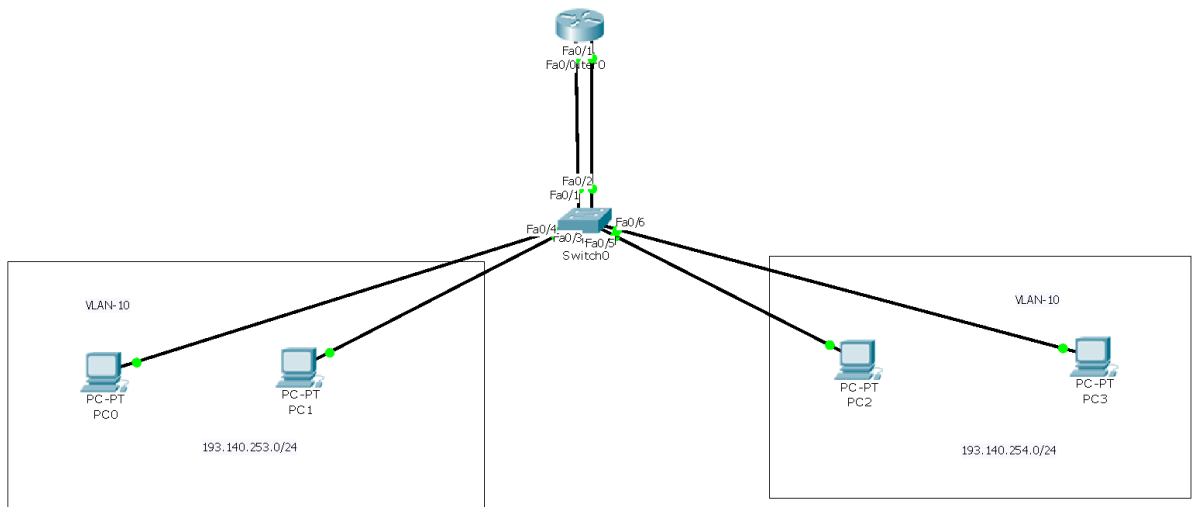 Fa0/1
Fa0/0
Fa0/2
Fa0/1
Fa0/6
Fa0/4
Fa0/3
Fa0/5
Switch0
VLAN-10
VLAN-10
PC-PT
PC0
PC-PT
PC1
PC-PT
PC2
PC-PT
PC3
193.140.253.0/24
193.140.254.0/24